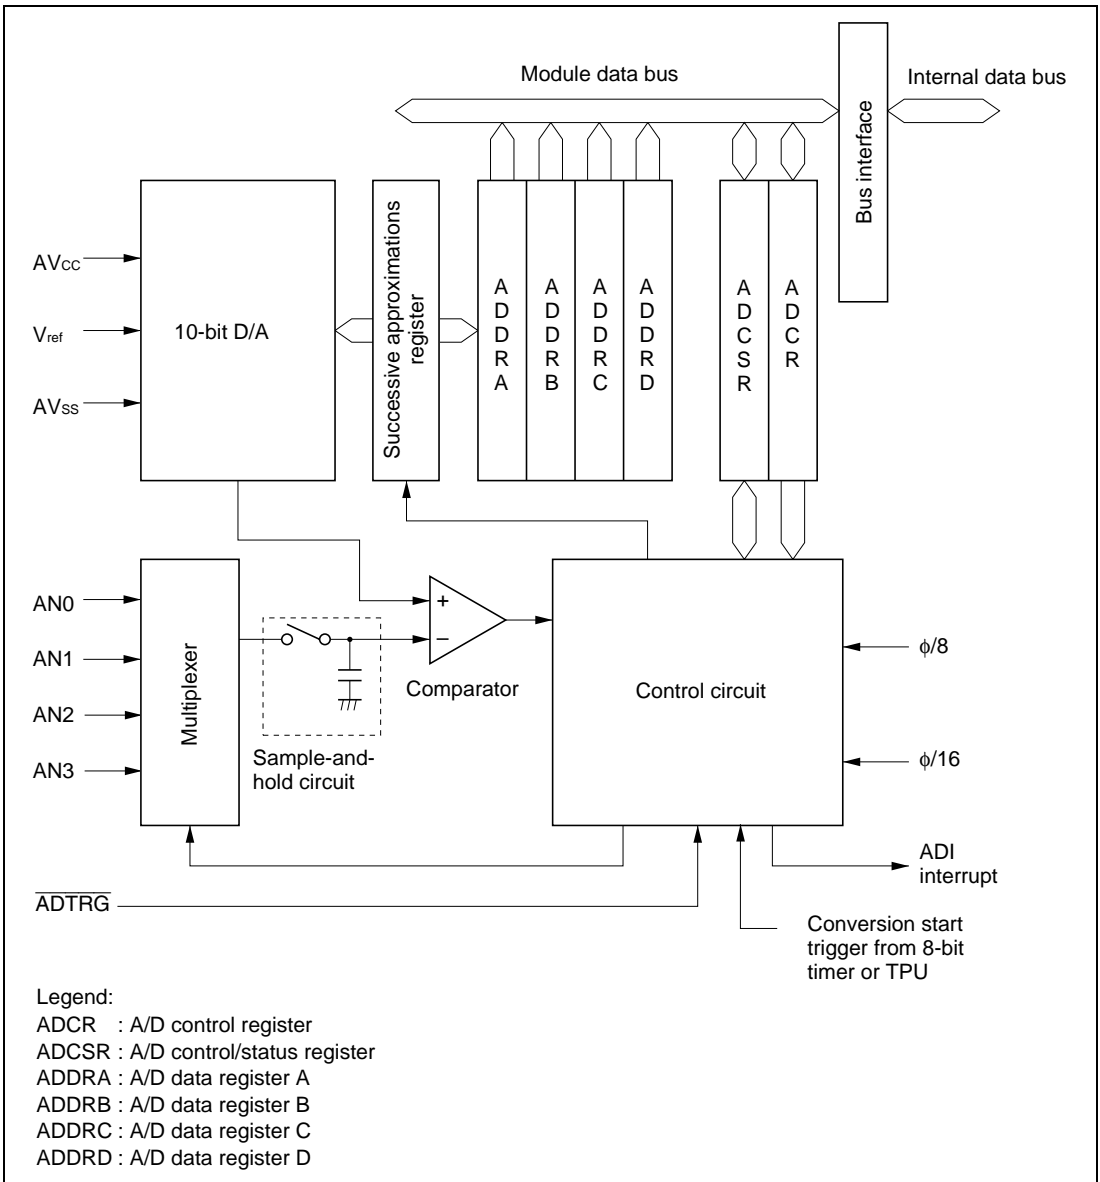 Module data bus
Internal data bus
Bus interface
AVCC
Vref
AVSS
10-bit D/A
Successive approximations
register
ADDRA
ADDRB
ADDRC
ADDRD
ADCSR
ADCR
AN0
AN1
AN2
AN3
Multiplexer
+
−
Comparator
Sample-and-
hold circuit
Control circuit
ϕ/8
ϕ/16
ADI
interrupt
ADTRG
Conversion start
trigger from 8-bit
timer or TPU
Legend:
ADCR : A/D control register
ADCSR : A/D control/status register
ADDRA : A/D data register A
ADDRB : A/D data register B
ADDRC : A/D data register C
ADDRD : A/D data register D